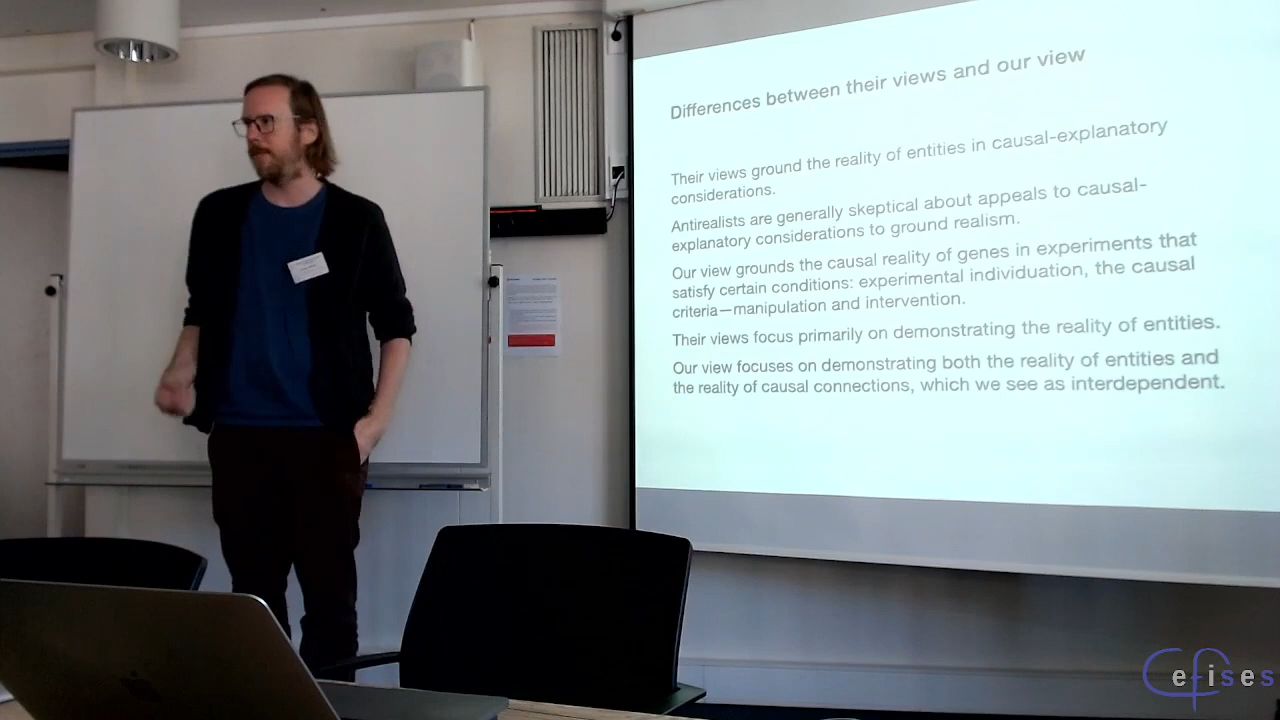 Differences between their views and our view
Their views ground the reality of entities in causal-explanatory
considerations.
Antirealists are generally skeptical about appeals to causal-
explanatory considerations to ground realism.
Our view grounds the causal reality of genes in experiments that
satisfy certain conditions: experimental individuation, the causal
criteria—manipulation and intervention.
Their views focus primarily on demonstrating the reality of entities.
Our view focuses on demonstrating both the reality of entities and
the reality of causal connections, which we see as interdependent.
Cefises